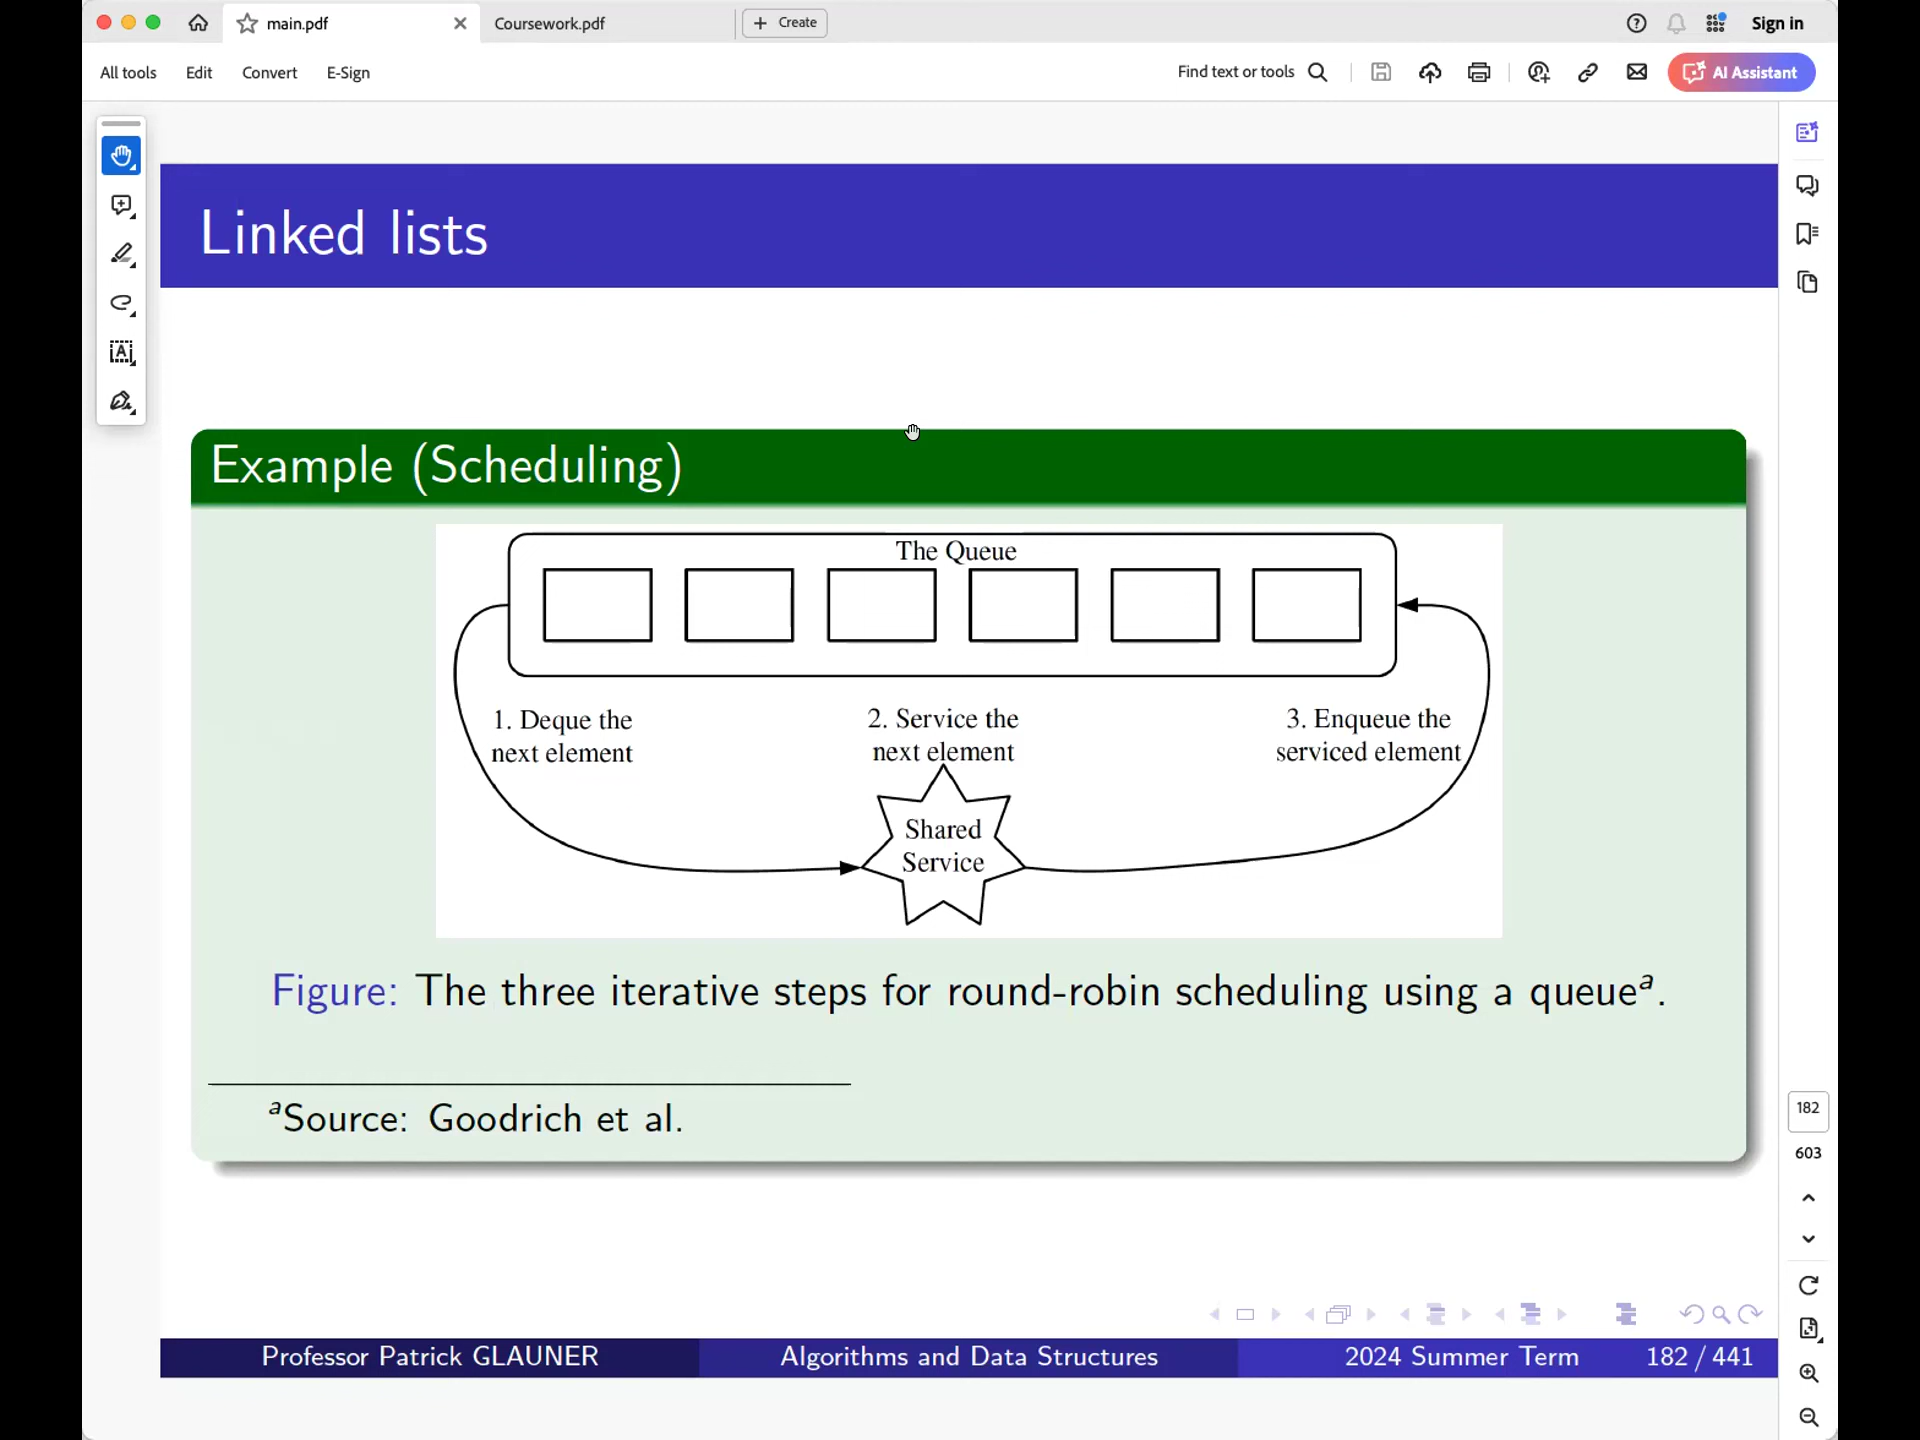 main.pdf
Coursework.pdf
Create
Sign in
All tools
Edit
Convert
E-Sign
Find text or tools
AI Assistant
Linked lists
Example (Scheduling)
The Queue
1. Deque the
next element
2. Service the
next element
3. Enqueue the
serviced element
Shared
Service
Figure: The three iterative steps for round-robin scheduling using a queueᵃ.
ᵃSource: Goodrich et al.
182
603
Professor Patrick GLAUNER
Algorithms and Data Structures
2024 Summer Term
182 / 441